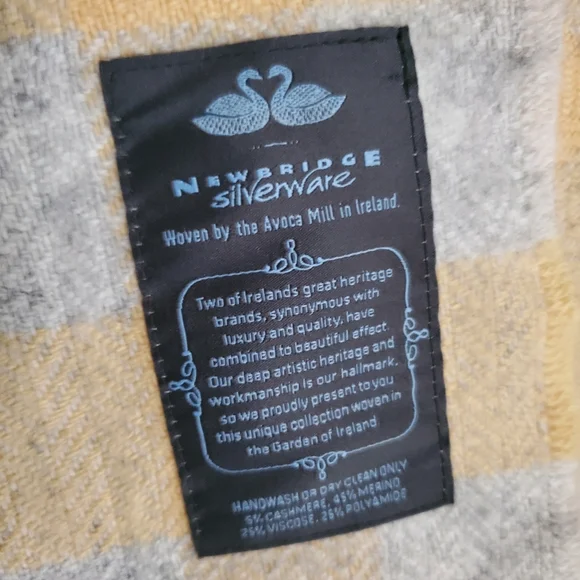 NEWBRIDGE
silverware
Woven by the Avoca Mill in Ireland.
Two of Irelands great heritage
brands, synonymous with
luxury and quality, have
combined to beautiful effect.
Our deep artistic heritage and
workmanship is our hallmark,
so we proudly present to you
this unique collection woven in
the Garden of Ireland
HANDWASH OR DRY CLEAN ONLY
5% CASHMERE, 45% MERINO
25% VISCOSE, 25% POLYAMIDE